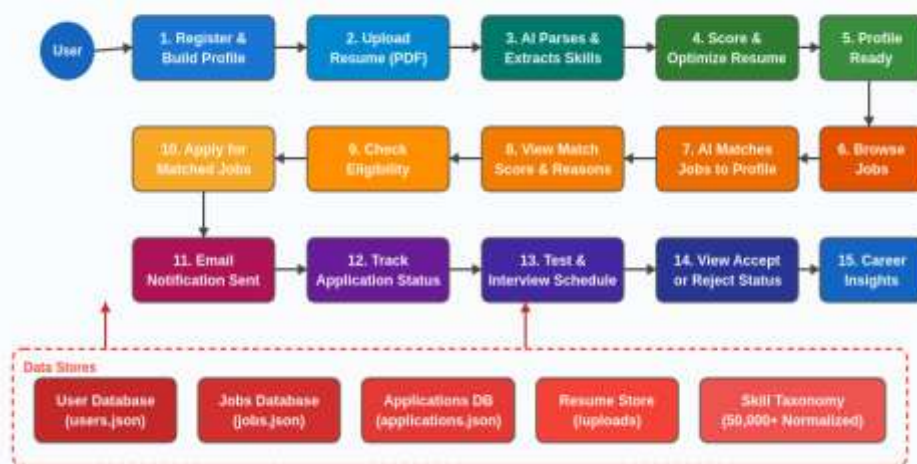 User
1. Register &
Build Profile
2. Upload
Resume (PDF)
3. AI Parses &
Extracts Skills
4. Score &
Optimize Resume
5. Profile
Ready
10. Apply for
Matched Jobs
9. Check
Eligibility
8. View Match
Score & Reasons
7. AI Matches
Jobs to Profile
6. Browse
Jobs
11. Email
Notification Sent
12. Track
Application Status
13. Test &
Interview Schedule
14. View Accept
or Reject Status
15. Career
Insights
Data Stores
User Database
(users.json)
Jobs Database
(jobs.json)
Applications DB
(applications.json)
Resume Store
(/uploads)
Skill Taxonomy
(50,000+ Normalized)